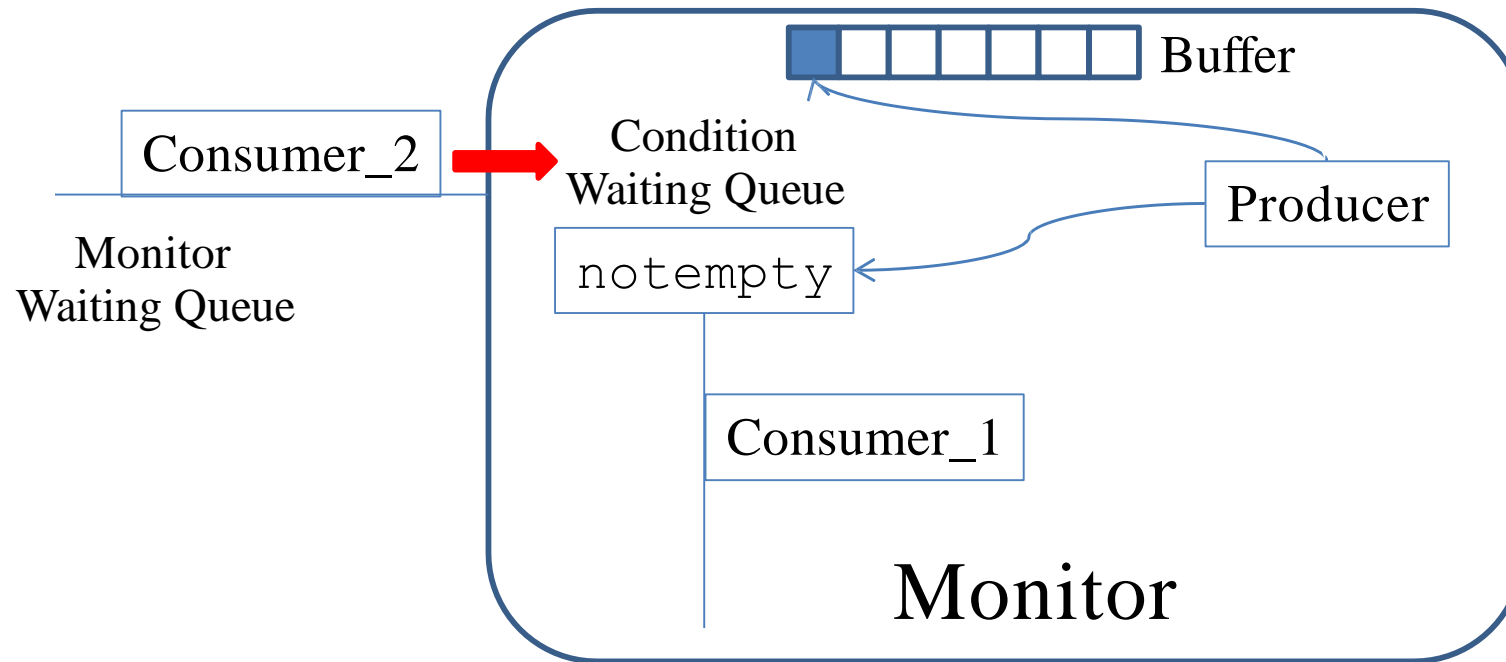 Buffer
Consumer_2
Condition
Waiting Queue
Producer
Monitor
Waiting Queue
notempty
Consumer_1
Monitor